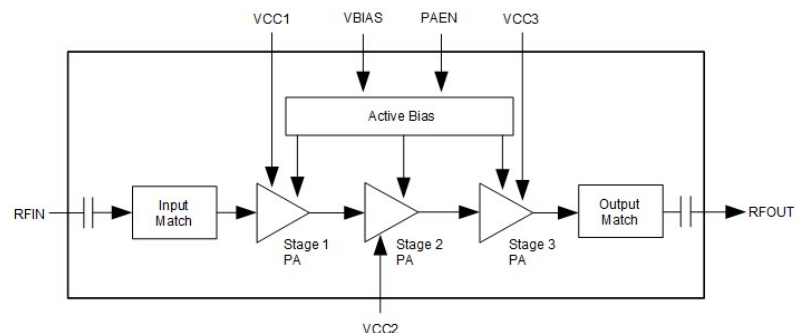 VCC1
VBIAS
PAEN
VCC3
Active Bias
RFIN
Input
Match
Stage 1
PA
Stage 2
PA
Stage 3
PA
Output
Match
RFOUT
VCC2